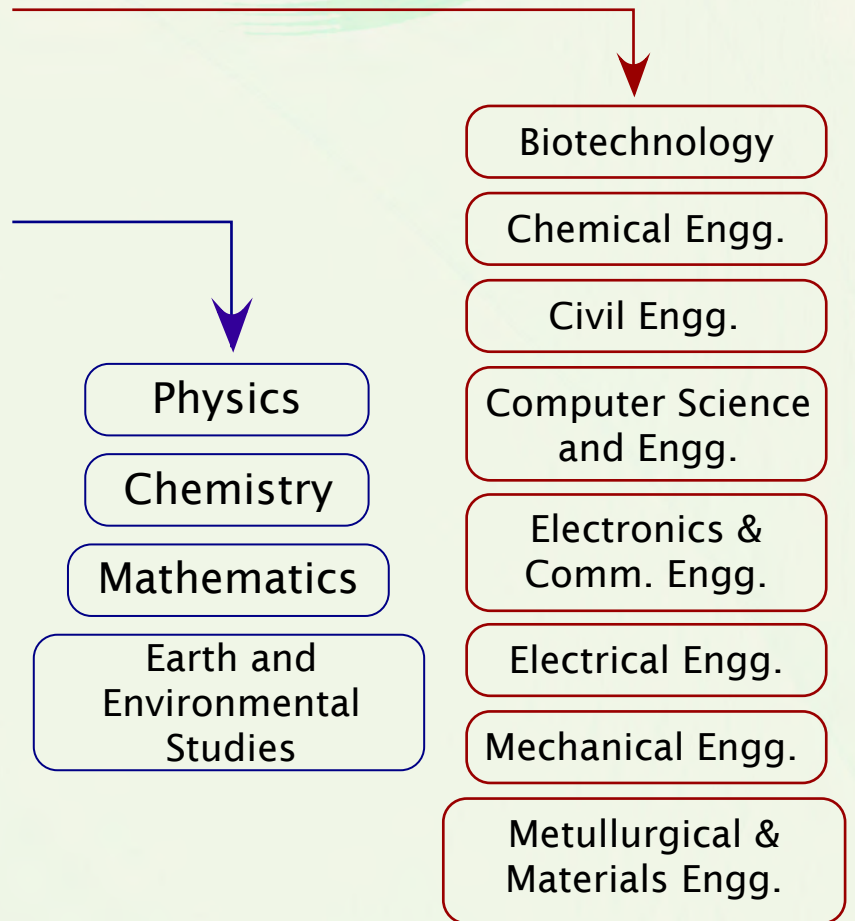 Physics
Chemistry
Mathematics
Earth and
Environmental
Studies
Biotechnology
Chemical Engg.
Civil Engg.
Computer Science
and Engg.
Electronics &
Comm. Engg.
Electrical Engg.
Mechanical Engg.
Metullurgical &
Materials Engg.